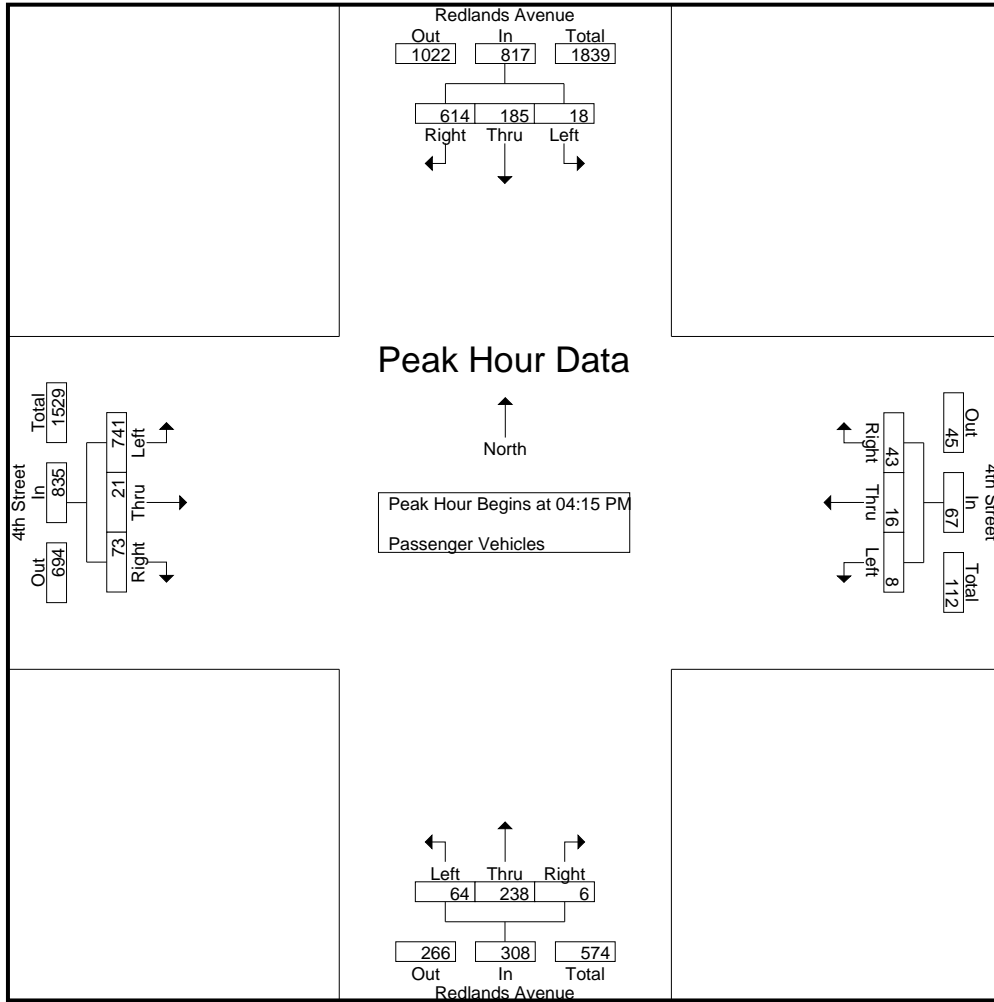 Redlands Avenue
Out In Total
1022 817 1839
614 185 18
Right Thru Left
Peak Hour Data
North
Peak Hour Begins at 04:15 PM
Passenger Vehicles
4th Street
Total In Out
1529 835 694
741 21 73
Left Thru Right
Right Thru Left
43 16 8
Out In Total
45 67 112
4th Street
Left Thru Right
64 238 6
266 308 574
Out In Total
Redlands Avenue